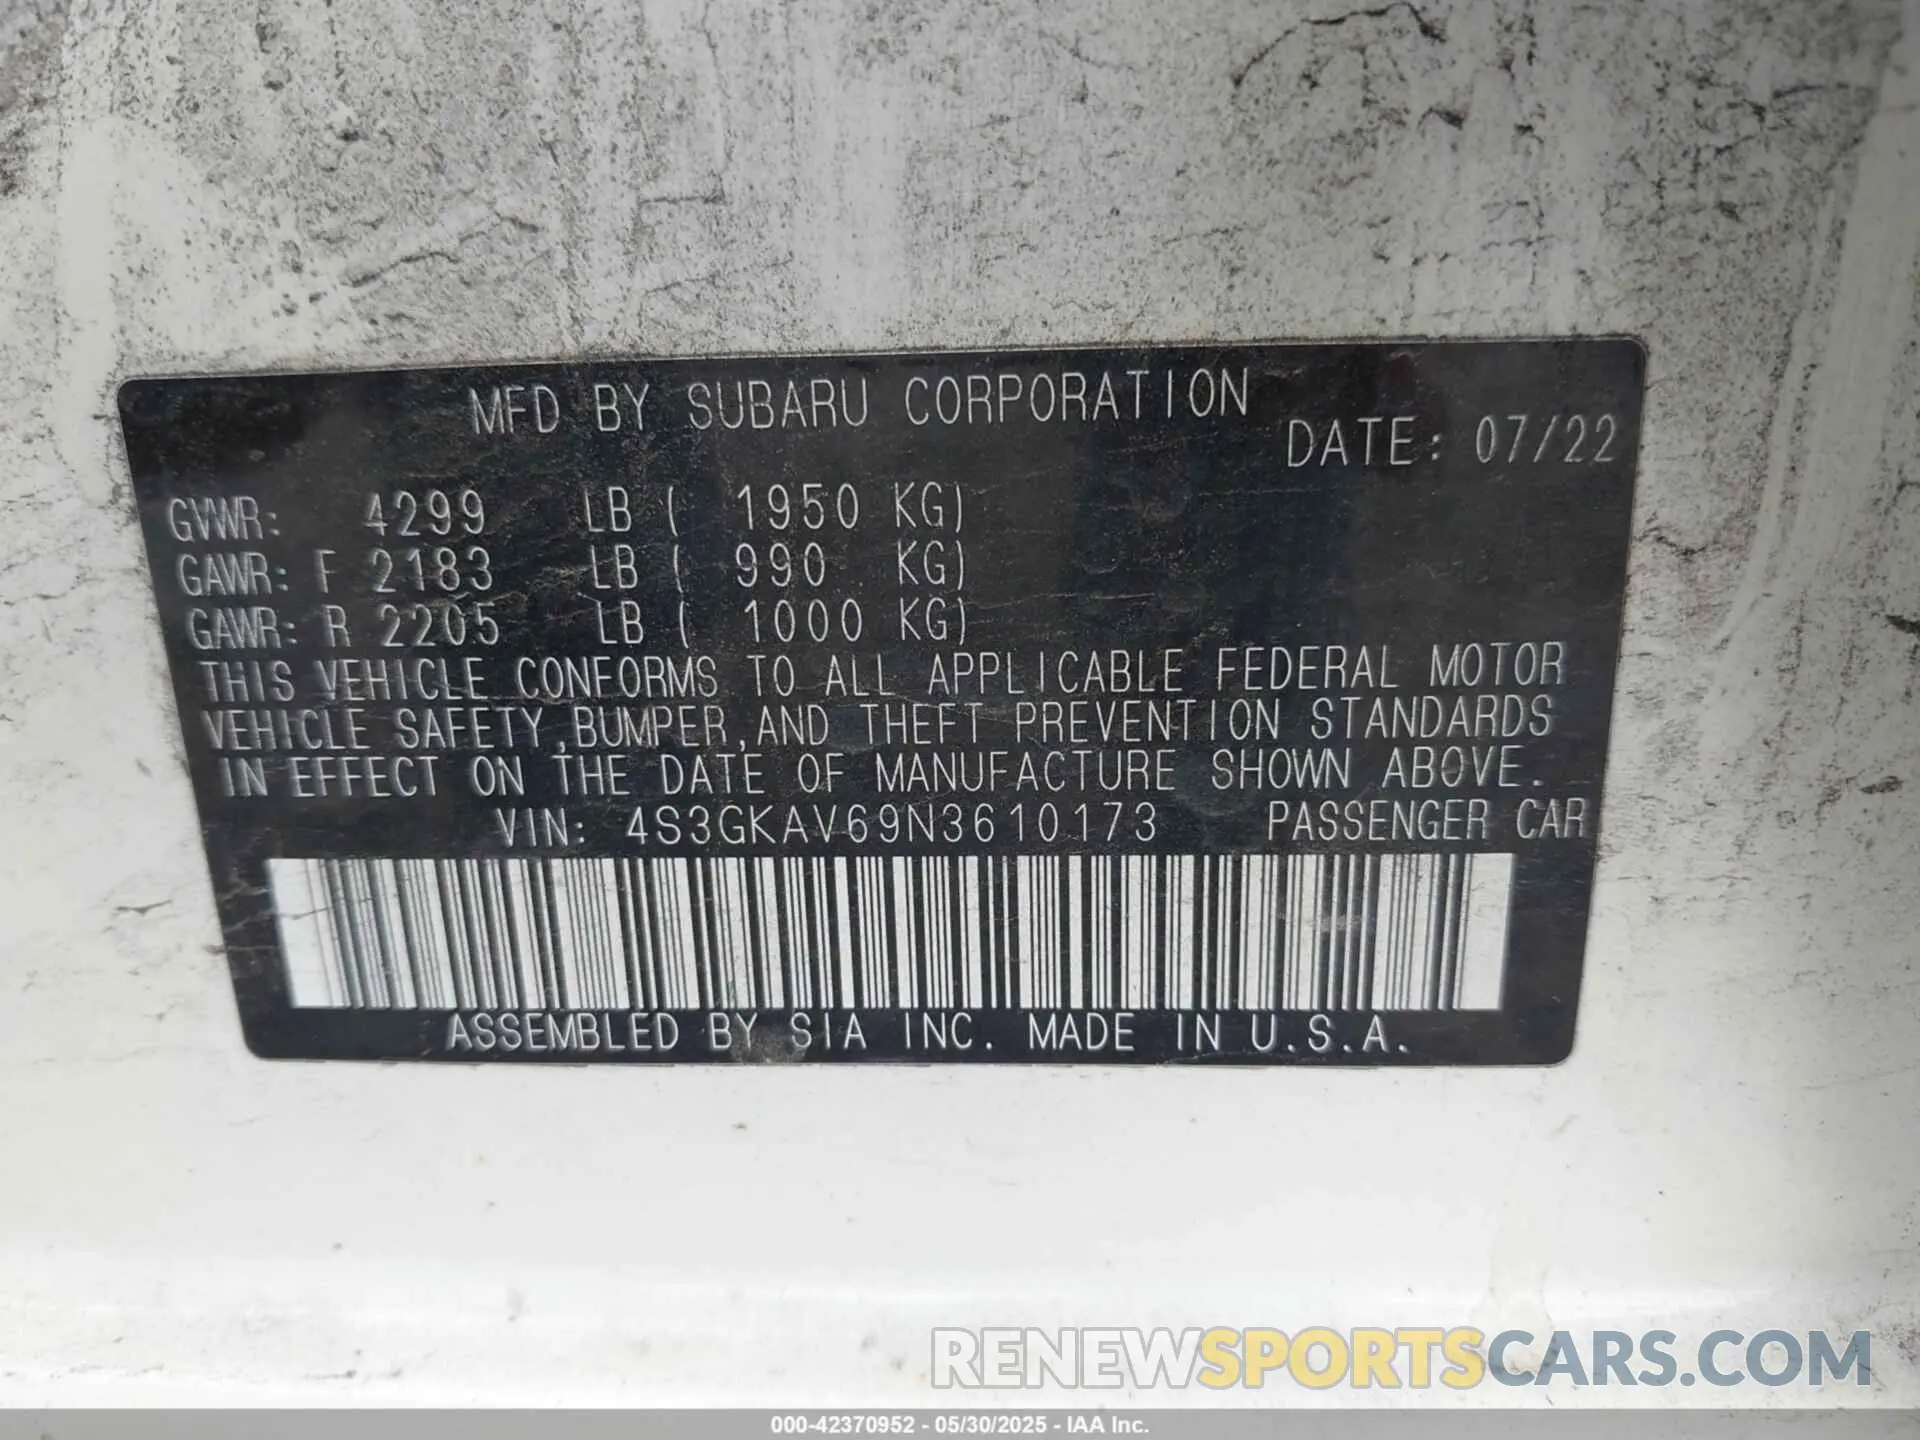 MFD BY SUBARU CORPORATION
DATE: 07/22
GVWR: 4299 LB ( 1950 KG)
GAWR: F 2183 LB ( 990 KG)
GAWR: R 2205 LB ( 1000 KG)
THIS VEHICLE CONFORMS TO ALL APPLICABLE FEDERAL MOTOR
VEHICLE SAFETY,BUMPER,AND THEFT PREVENTION STANDARDS
IN EFFECT ON THE DATE OF MANUFACTURE SHOWN ABOVE.
VIN: 4S3GKAV69N3610173 PASSENGER CAR
ASSEMBLED BY SIA INC. MADE IN U.S.A.
RENEWSPORTSCARS.COM
000-42370952 - 05/30/2025 - IAA Inc.